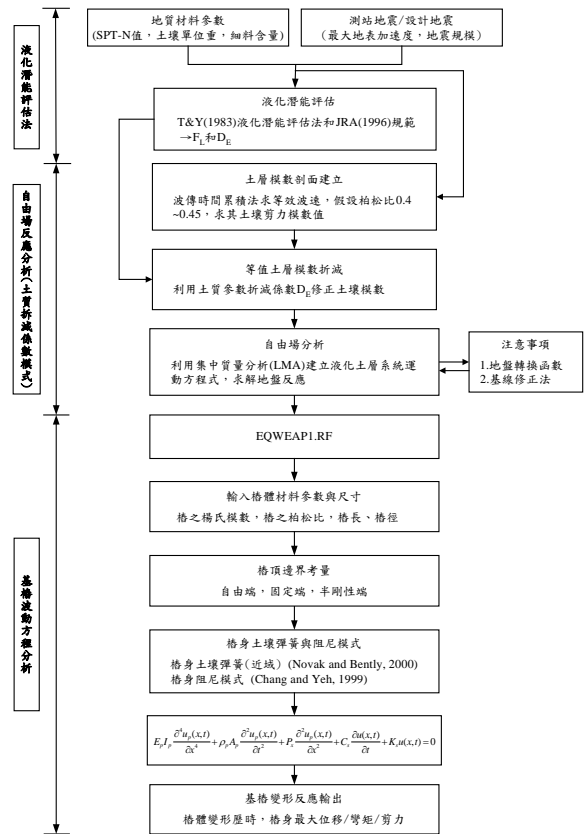 地質材料參數
(SPT-N值，土壤單位重，細料含量)
測站地震/設計地震
(最大地表加速度，地震規模)
液化潛能評估法
液化潛能評估
T&Y(1983)液化潛能評估法和JRA(1996)規範
→F_L和D_E
土層模數剖面建立
波傳時間累積法求等效波速，假設柏松比0.4
~0.45，求其土壤剪力模數值
自由場反應分析(土質折減係數模式)
等值土層模數折減
利用土質參數折減係數D_E修正土壤模數
自由場分析
利用集中質量分析(LMA)建立液化土層系統運
動方程式，求解地盤反應
注意事項
1.地盤轉換函數
2.基線修正法
EQWEAP1.RF
輸入樁體材料參數與尺寸
樁之楊氏模數，樁之柏松比，樁長、樁徑
樁頂邊界考量
自由端，固定端，半剛性端
基樁波動方程分析
樁身土壤彈簧與阻尼模式
樁身土壤彈簧(近域) (Novak and Bently, 2000)
樁身阻尼模式 (Chang and Yeh, 1999)
E_p I_p ∂⁴u_p(x,t)/∂x⁴ + ρ_p A_p ∂²u_p(x,t)/∂t² + P_x ∂²u_p(x,t)/∂x² + C_s ∂u(x,t)/∂t + K_s u(x,t) = 0
基樁變形反應輸出
樁體變形歷時，樁身最大位移/彎矩/剪力